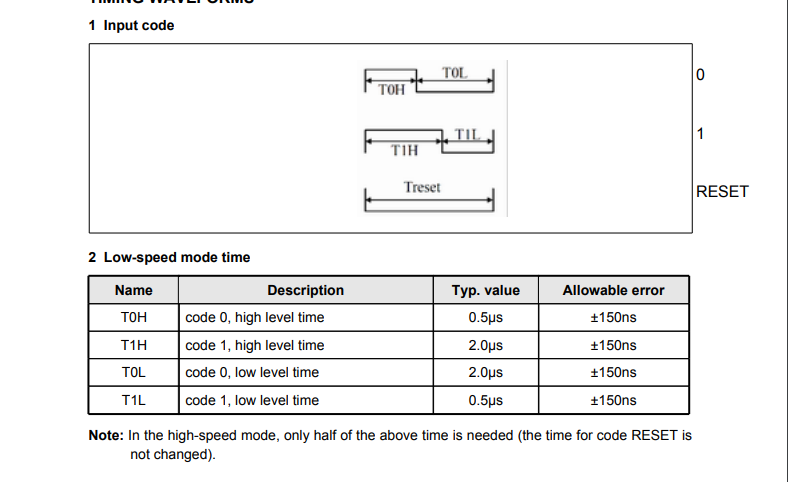 TIMING WAVEFORMS
1 Input code
T0L
0
T0H
T1L
1
T1H
Treset
RESET
2 Low-speed mode time
Name Description Typ. value Allowable error
T0H code 0, high level time 0.5μs ±150ns
T1H code 1, high level time 2.0μs ±150ns
T0L code 0, low level time 2.0μs ±150ns
T1L code 1, low level time 0.5μs ±150ns
Note: In the high-speed mode, only half of the above time is needed (the time for code RESET is
not changed).